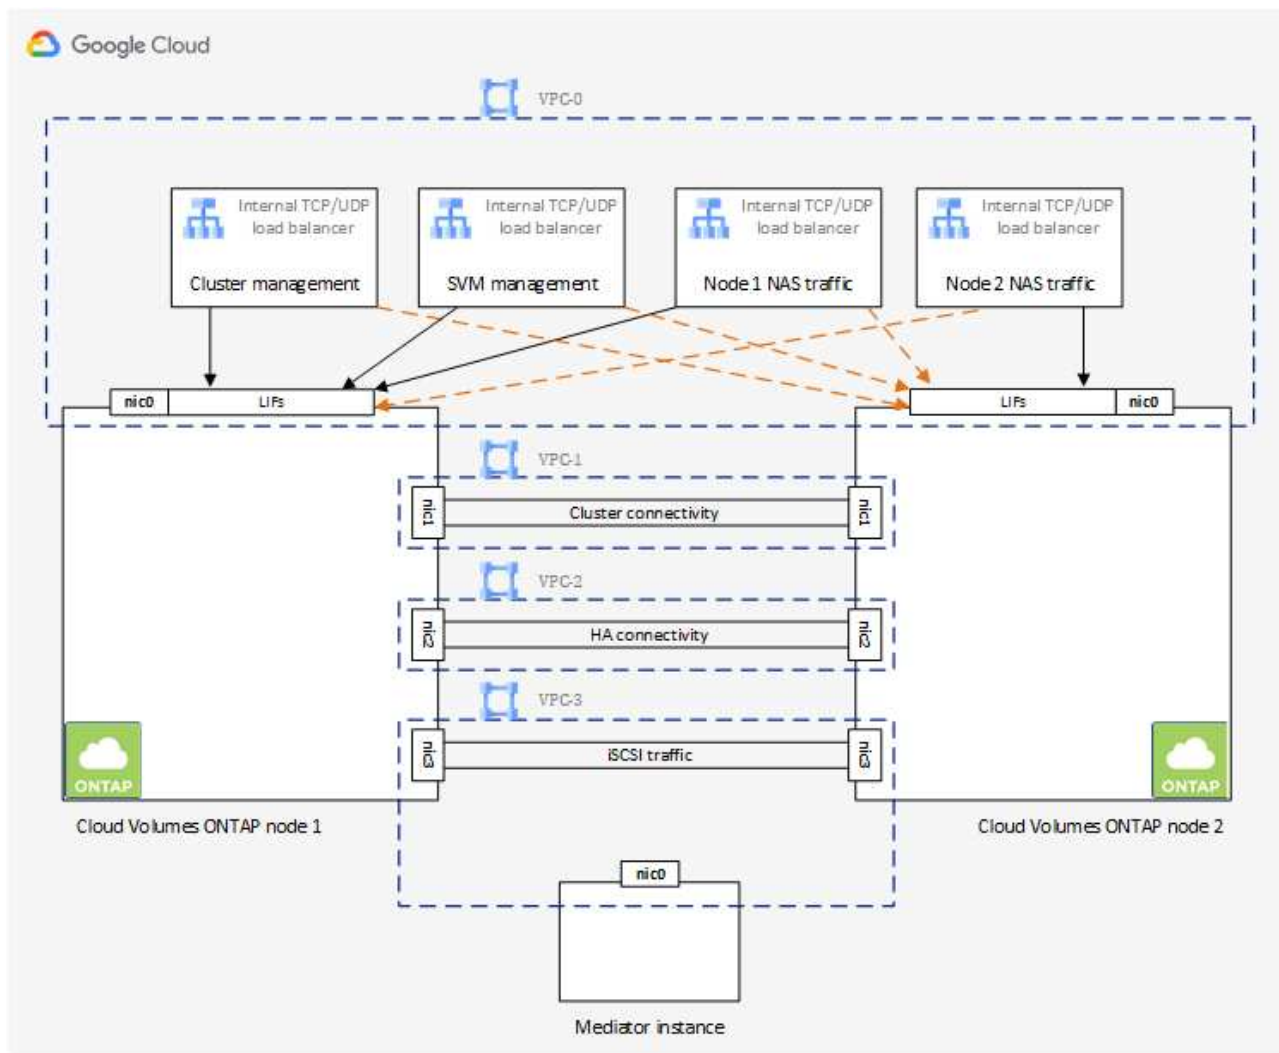 Google Cloud
VPC-0
Internal TCP/UDP
load balancer
Cluster management
Internal TCP/UDP
load balancer
SVM management
Internal TCP/UDP
load balancer
Node 1 NAS traffic
Internal TCP/UDP
load balancer
Node 2 NAS traffic
nic0
LIFs
LIFs
nic0
VPC-1
nic1
Cluster connectivity
nic1
VPC-2
nic2
HA connectivity
nic2
VPC-3
nic3
iSCSI traffic
nic3
ONTAP
ONTAP
Cloud Volumes ONTAP node 1
Cloud Volumes ONTAP node 2
nic0
Mediator instance